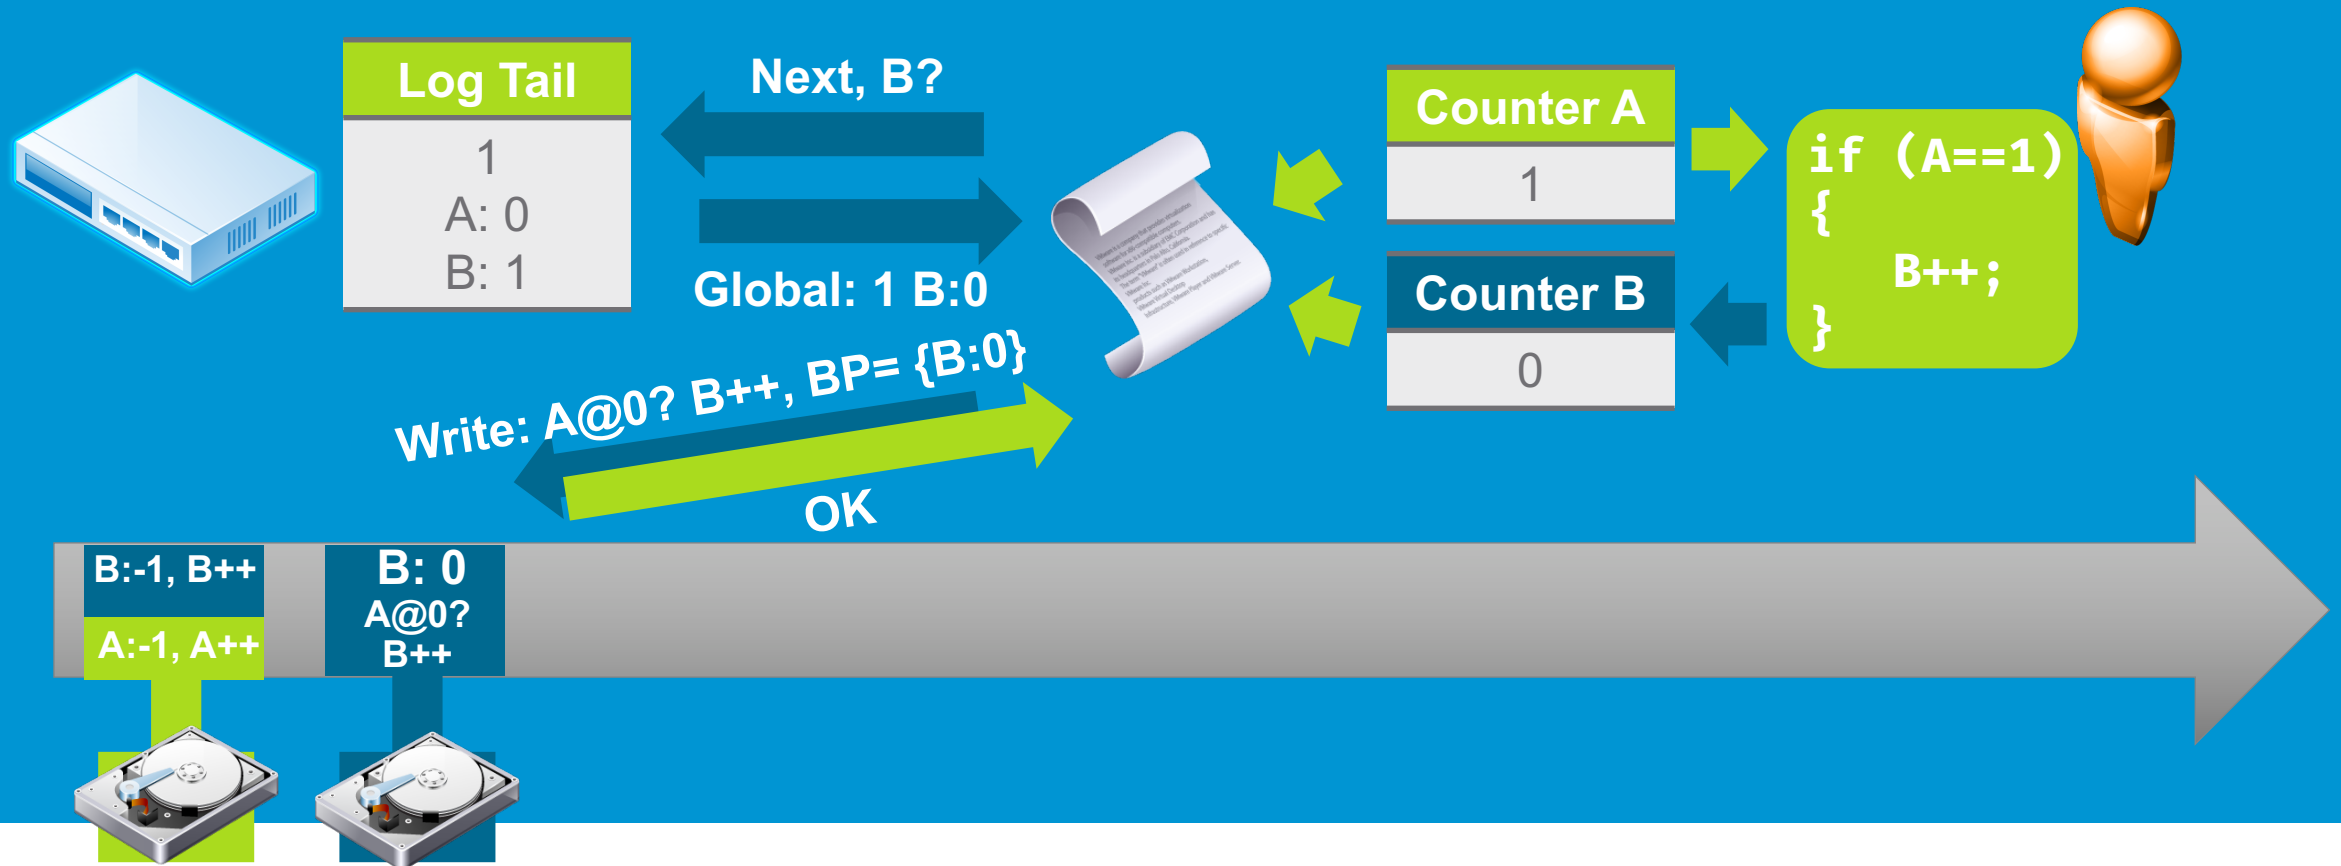 Log Tail
1
A: 0
B: 1
Next, B?
Global: 1 B:0
Counter A
1
Counter B
0
if (A==1)
{
B++;
}
Write: A@0? B++, BP= {B:0}
OK
B:-1, B++
A:-1, A++
B: 0
A@0?
B++